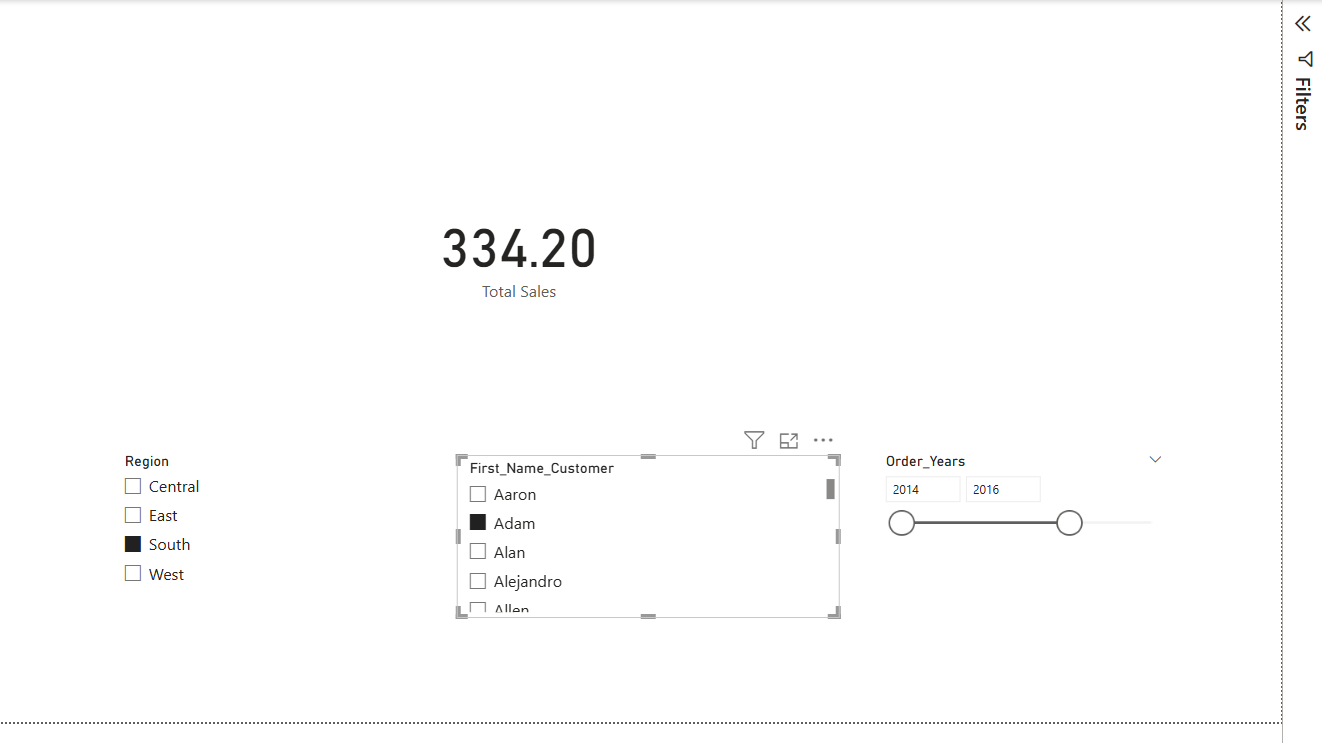 Filters
334.20
Total Sales
Region
Central
East
South
West
First_Name_Customer
Aaron
Adam
Alan
Alejandro
Allen
Order_Years
2014
2016